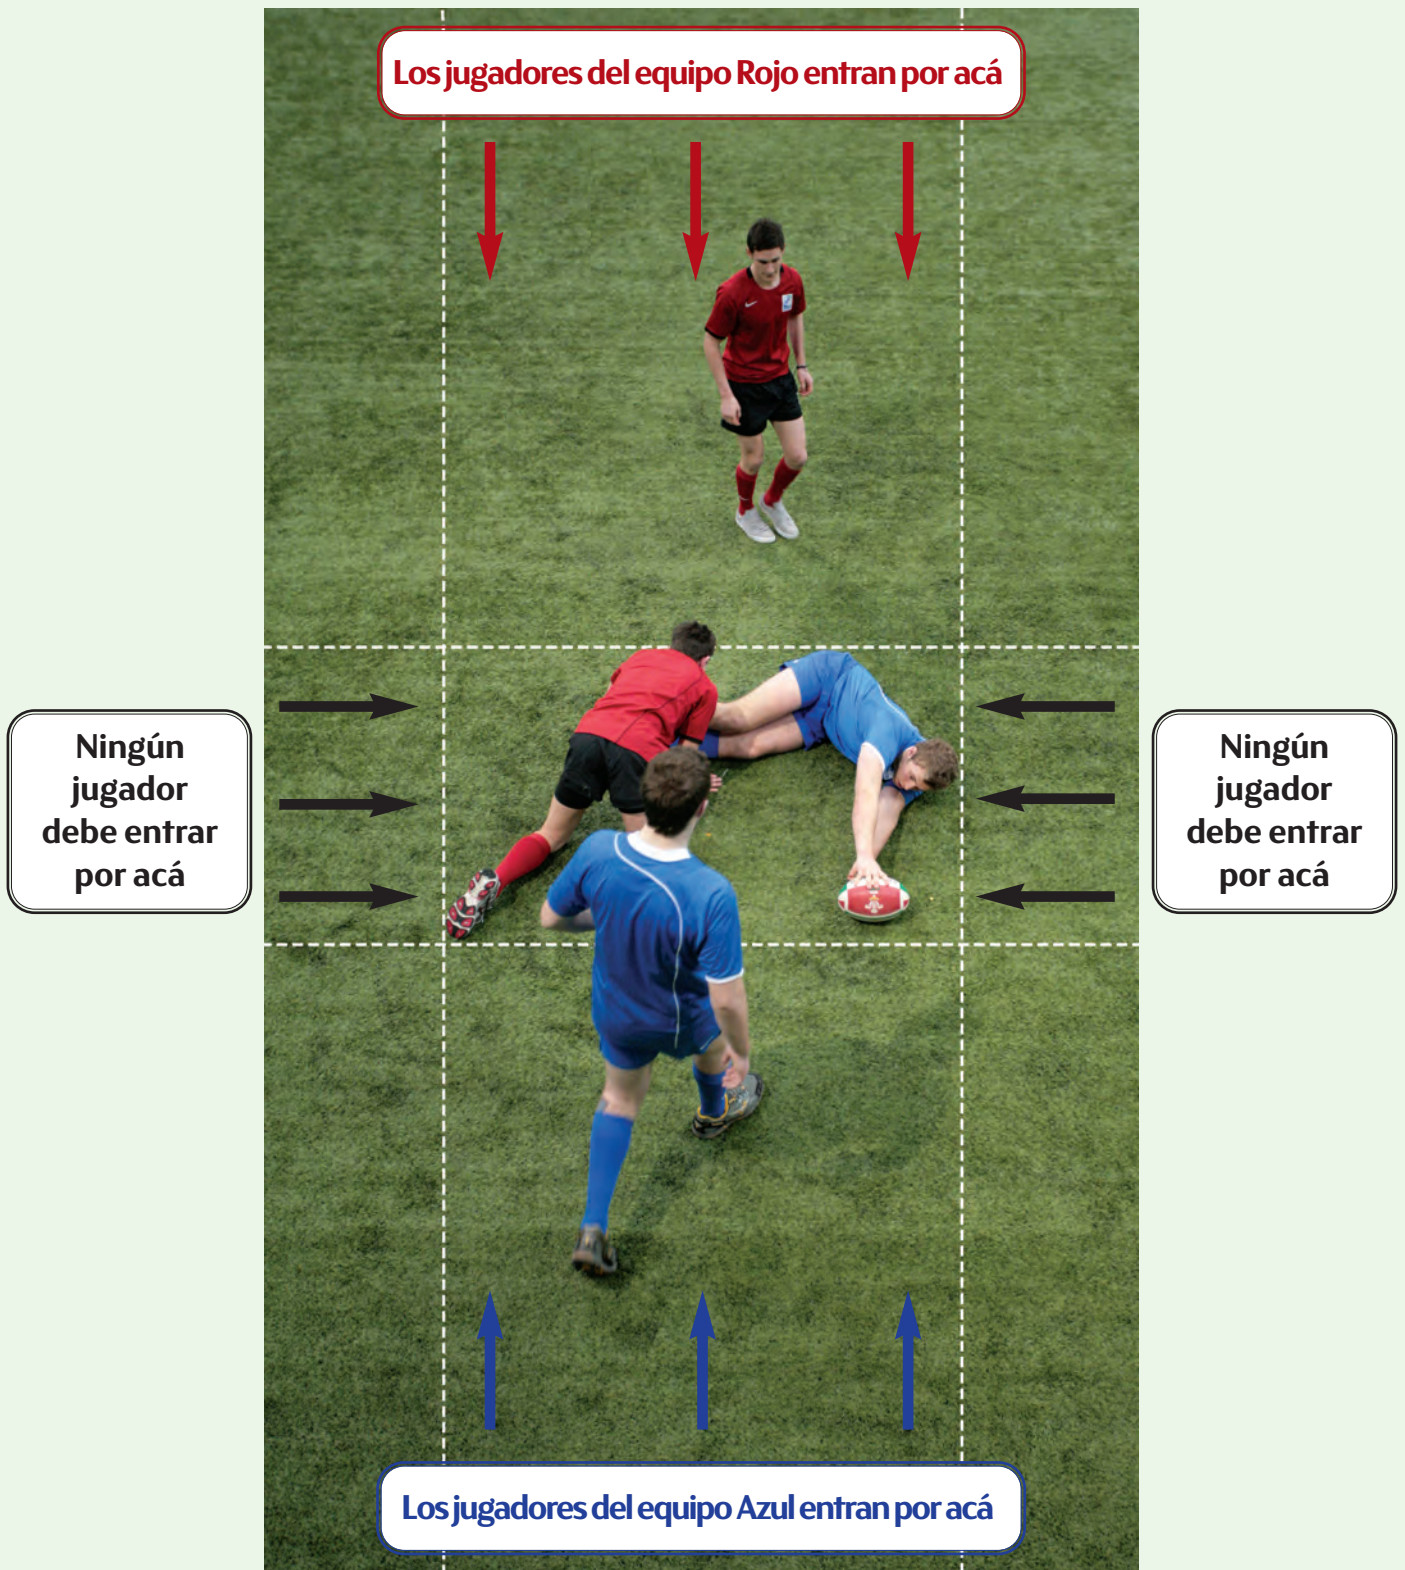 Los jugadores del equipo Rojo entran por acá
Ningún
jugador
debe entrar
por acá
Ningún
jugador
debe entrar
por acá
Los jugadores del equipo Azul entran por acá